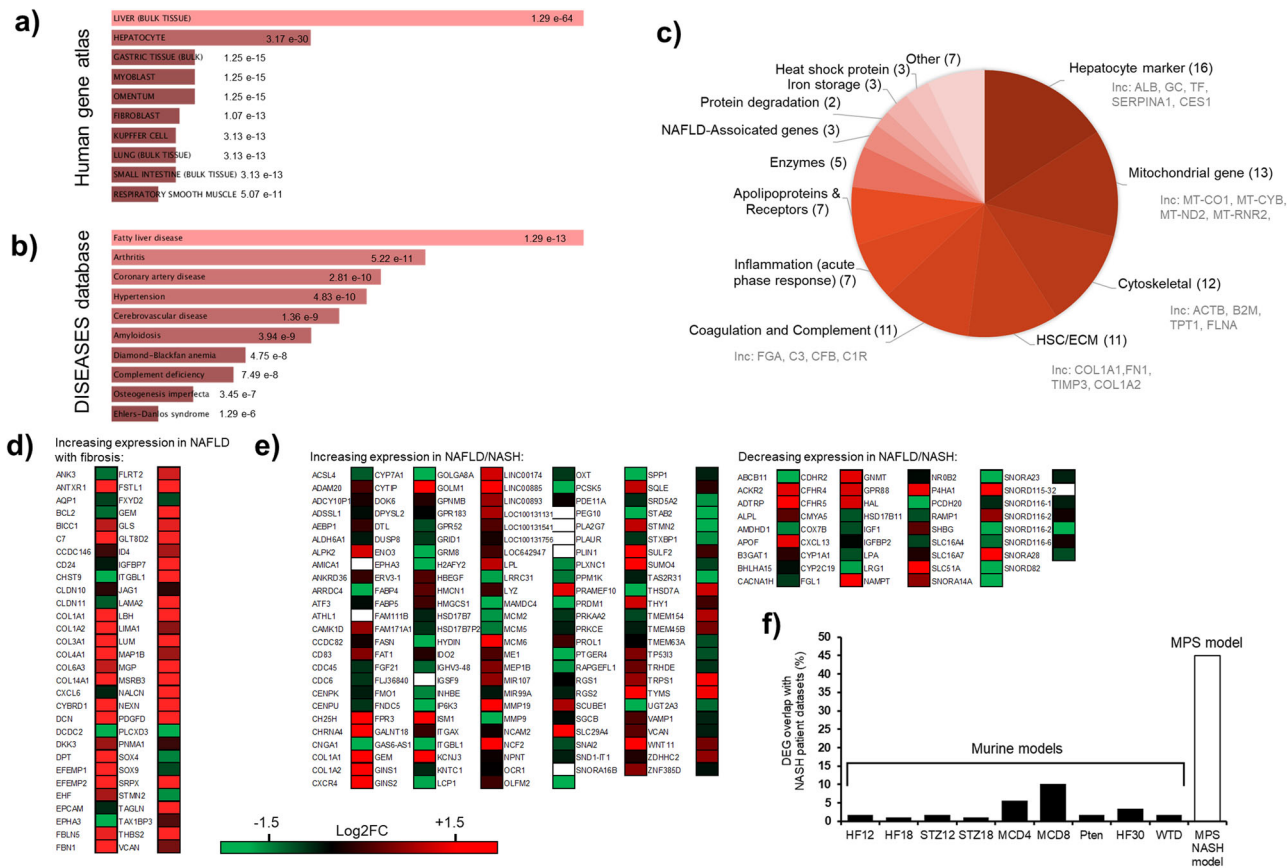 a)
Human gene atlas
LIVER (BULK TISSUE) 1.29 e-64
HEPATOCYTE 3.17 e-30
GASTRIC TISSUE (BULK) 1.25 e-15
MYOBLAST 1.25 e-15
OMENTUM 1.25 e-15
FIBROBLAST 1.07 e-13
KUPFFER CELL 3.13 e-13
LUNG (BULK TISSUE) 3.13 e-13
SMALL INTESTINE (BULK TISSUE) 3.13 e-13
RESPIRATORY SMOOTH MUSCLE 5.07 e-11
b)
DISEASES database
Fatty liver disease 1.29 e-13
Arthritis 5.22 e-11
Coronary artery disease 2.81 e-10
Hypertension 4.83 e-10
Cerebrovascular disease 1.36 e-9
Amyloidosis 3.94 e-9
Diamond-Blackfan anemia 4.75 e-8
Complement deficiency 7.49 e-8
Osteogenesis imperfecta 3.45 e-7
Ehlers-Danlos syndrome 1.29 e-6
c)
Hepatocyte marker (16)
Inc: ALB, GC, TF,
SERPINA1, CES1
Mitochondrial gene (13)
Inc: MT-CO1, MT-CYB,
MT-ND2, MT-RNR2,
Cytoskeletal (12)
Inc: ACTB, B2M,
TPT1, FLNA
HSC/ECM (11)
Inc: COL1A1,FN1,
TIMP3, COL1A2
Coagulation and Complement (11)
Inc: FGA, C3, CFB, C1R
Inflammation (acute
phase response) (7)
Apolipoproteins &
Receptors (7)
Enzymes (5)
NAFLD-Assoicated genes (3)
Protein degradation (2)
Iron storage (3)
Heat shock protein (3)
Other (7)
d)
Increasing expression in NAFLD
with fibrosis:
ANK3 FLRT2
ANTXR1 FSTL1
AQP1 FXYD2
BCL2 GEM
BICC1 GLS
C7 GLT8D2
CCDC146 ID4
CD24 IGFBP7
CHST9 ITGBL1
CLDN10 JAG1
CLDN11 LAMA2
COL1A1 LBH
COL1A2 LIMA1
COL3A1 LUM
COL4A1 MAP1B
COL6A3 MGP
COL14A1 MSRB3
CXCL6 NALCN
CYBRD1 NEXN
DCN PDGFD
DCDC2 PLCXD3
DKK3 PNMA1
DPT SOX4
EFEMP1 SOX9
EFEMP2 SRPX
EHF STMN2
EPCAM TAGLN
EPHA3 TAX1BP3
FBLN5 THBS2
FBN1 VCAN
e)
Increasing expression in NAFLD/NASH:
ACSL4 CYP7A1 GOLGA8A LINC00174 OXT SPP1
ADAM20 CYTIP GOLM1 LINC00885 PCSK5 SQLE
ADCY10P1 DOK6 GPNMB LINC00893 PDE11A SRD5A2
ADSSL1 DPYSL2 GPR183 LOC100131131 PEG10 STAB2
AEBP1 DTL GPR52 LOC100131541 PLA2G7 STMN2
ALDH6A1 DUSP8 GRID1 LOC100131756 PLAUR STXBP1
ALPK2 ENO3 GRM8 LOC642947 PLIN1 SULF2
AMICA1 EPHA3 H2AFY2 LPL PLXNC1 SUMO4
ANKRD36 ERV3-1 HBEGF LRRC31 PPM1K TAS2R31
ARRDC4 FABP4 HMCN1 LYZ PRAMEF10 THSD7A
ATF3 FABP5 HMGCS1 MAMDC4 PRDM1 THY1
ATHL1 FAM111B HSD17B7 MCM2 PRKAA2 TMEM154
CAMK1D FAM171A1 HSD17B7P2 MCM5 PRKCE TMEM45B
CCDC82 FASN HYDIN MCM6 PROL1 TMEM63A
CD83 FAT1 IDO2 ME1 PTGER4 TP53I3
CDC45 FGF21 IGHV3-48 MEP1B RAPGEFL1 TRHDE
CDC6 FLJ36840 IGSF9 MIR107 RGS1 TRPS1
CENPK FMO1 INHBE MIR99A RGS2 TYMS
CENPU FNDC5 IP6K3 MMP19 SCUBE1 UGT2A3
CH25H FPR3 ISM1 MMP9 SGCB VAMP1
CHRNA4 GALNT18 ITGAX NCAM2 SLC29A4 VCAN
CNGA1 GAS6-AS1 ITGBL1 NCF2 SNAI2 WNT11
COL1A1 GEM KCNJ3 NPNT SND1-IT1 ZDHHC2
COL1A2 GINS1 KNTC1 OCR1 SNORA16B ZNF385D
CXCR4 GINS2 LCP1 OLFM2
Decreasing expression in NAFLD/NASH:
ABCB11 CDHR2 GNMT NR0B2 SNORA23
ACKR2 CFHR4 GPR88 P4HA1 SNORD115-32
ADTRP CFHR5 HAL PCDH20 SNORD116-1
ALPL CMYA5 HSD17B11 RAMP1 SNORD116-14
AMDHD1 COX7B IGF1 SHBG SNORD116-2
APOF CXCL13 IGFBP2 SLC16A4 SNORD116-6
B3GAT1 CYP1A1 LPA SLC16A7 SNORA28
BHLHA15 CYP2C19 LRG1 SLC51A SNORD82
CACNA1H FGL1 NAMPT SNORA14A
-1.5 Log2FC +1.5
f)
DEG overlap with
NASH patient datasets (%)
50
45
40
35
30
25
20
15
10
5
0
Murine models
MPS model
HF12 HF18 STZ12 STZ18 MCD4 MCD8 Pten HF30 WTD MPS
NASH
model